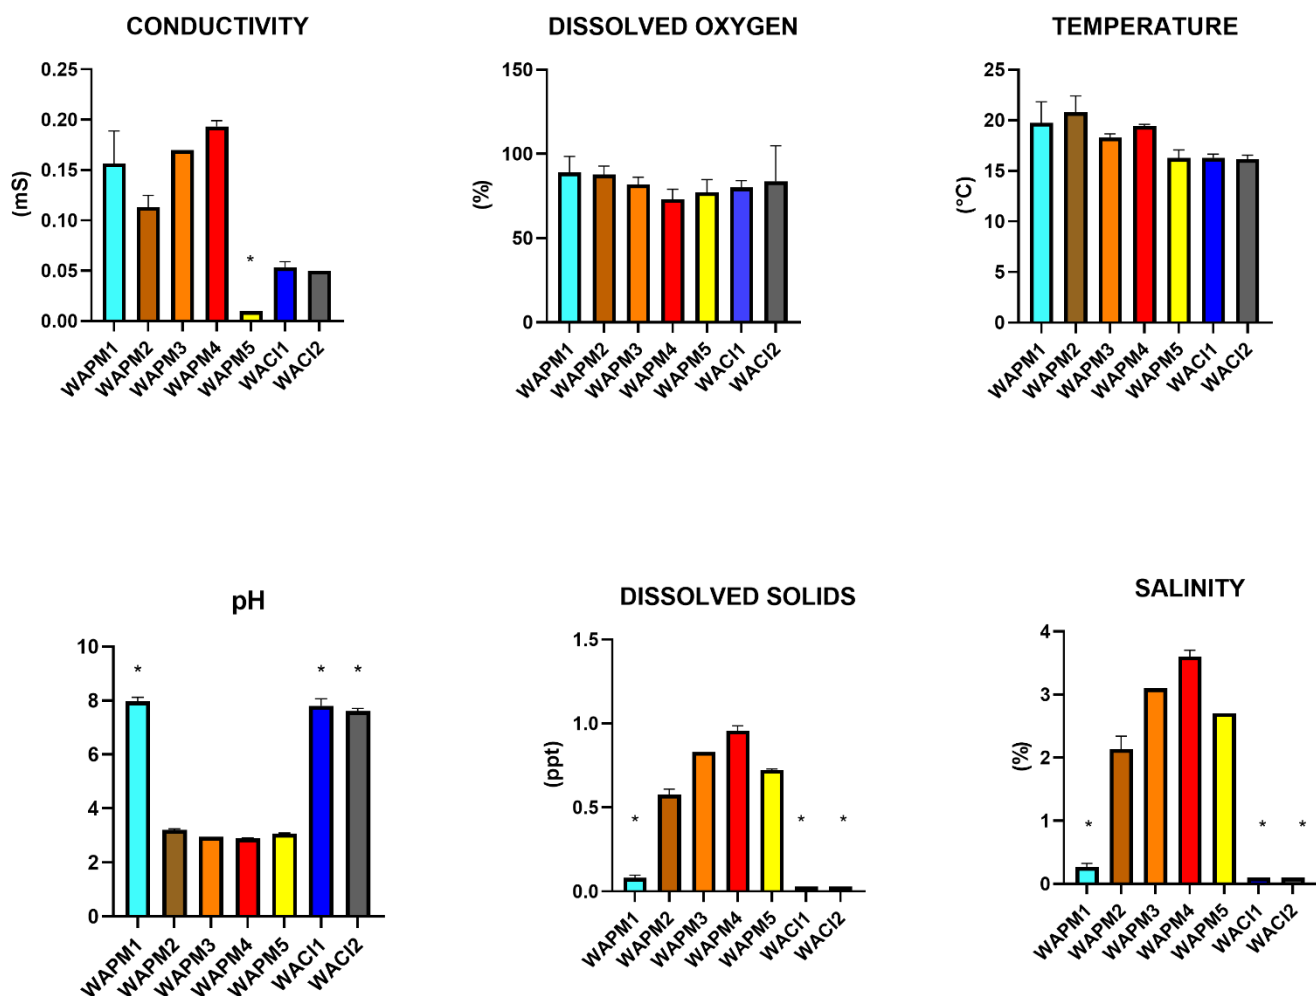 CONDUCTIVITY
0.25
0.20
0.15
0.10
0.05
0.00
(mS)
*
WAPM1
WAPM2
WAPM3
WAPM4
WAPM5
WACI1
WACI2
DISSOLVED OXYGEN
150
100
50
0
(%)
WAPM1
WAPM2
WAPM3
WAPM4
WAPM5
WACI1
WACI2
TEMPERATURE
25
20
15
10
5
0
(°C)
WAPM1
WAPM2
WAPM3
WAPM4
WAPM5
WACI1
WACI2
pH
10
8
6
4
2
0
* * *
WAPM1
WAPM2
WAPM3
WAPM4
WAPM5
WACI1
WACI2
DISSOLVED SOLIDS
1.5
1.0
0.5
0.0
(ppt)
* * *
WAPM1
WAPM2
WAPM3
WAPM4
WAPM5
WACI1
WACI2
SALINITY
4
3
2
1
0
(%)
* * *
WAPM1
WAPM2
WAPM3
WAPM4
WAPM5
WACI1
WACI2